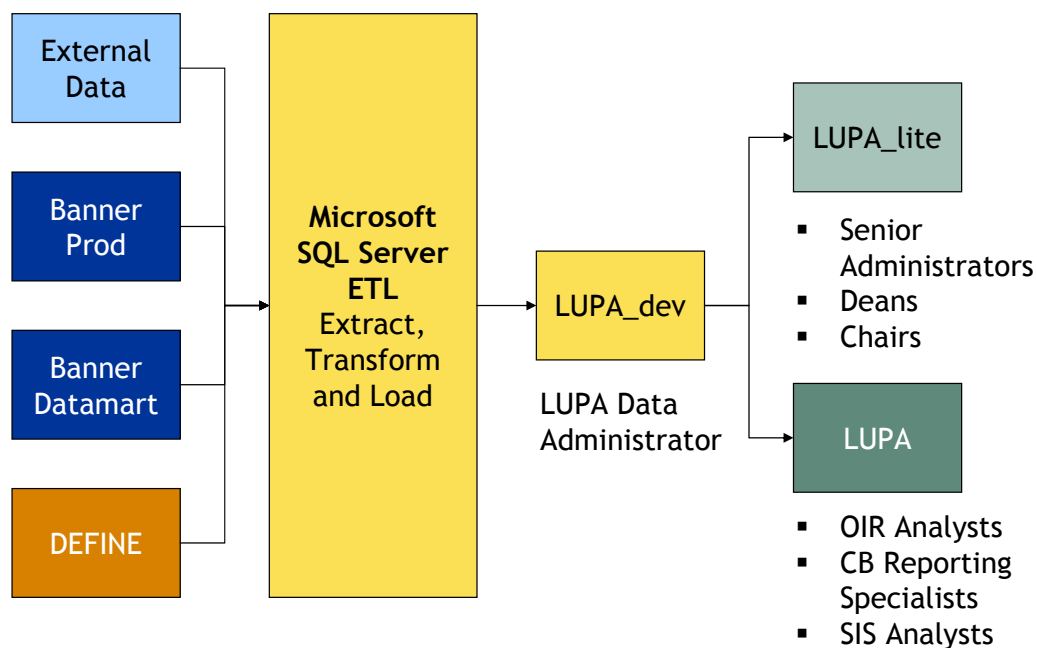 External
Data
Banner
Prod
Banner
Datamart
DEFINE
Microsoft
SQL Server
ETL
Extract,
Transform
and Load
LUPA_dev
LUPA Data
Administrator
LUPA_lite
▪ Senior
Administrators
▪ Deans
▪ Chairs
LUPA
▪ OIR Analysts
▪ CB Reporting
Specialists
▪ SIS Analysts